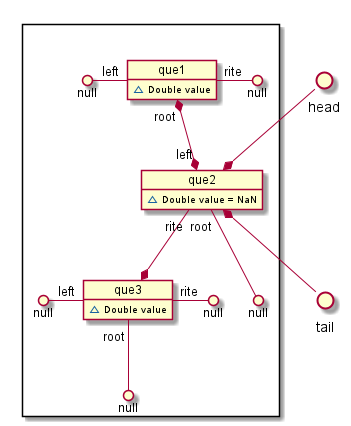 left que1 rite
null Double value null
root
head
left
que2
Double value = NaN
rite root
left que3 rite
null Double value null null
root
tail
null